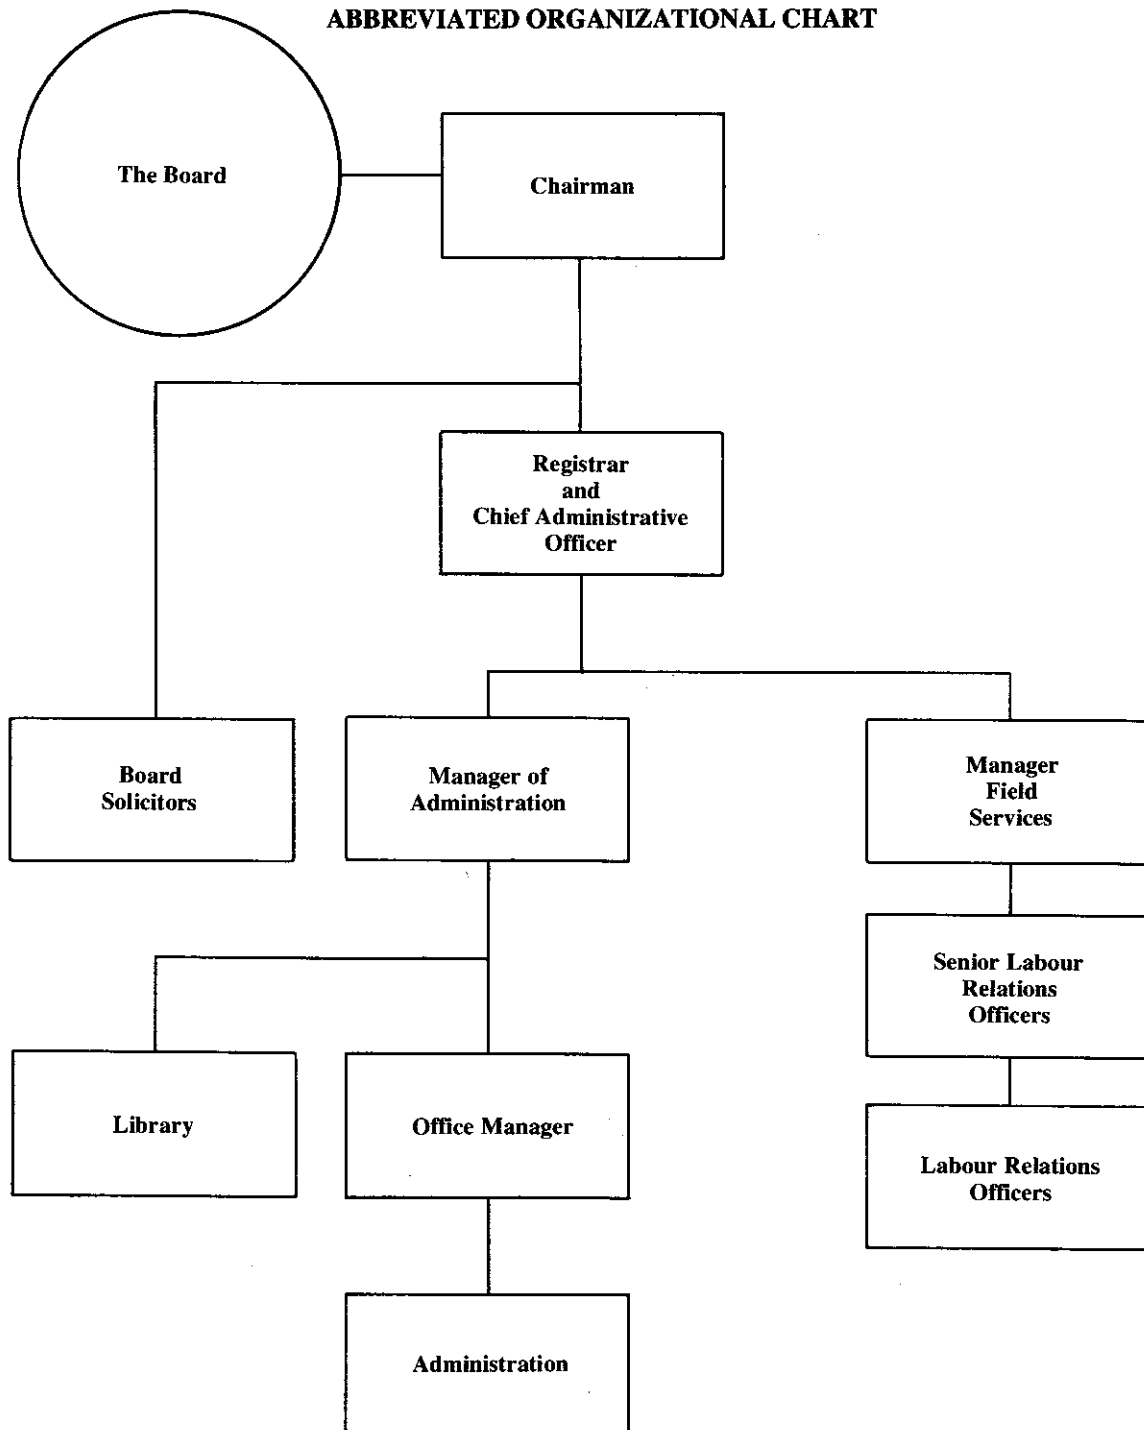 ABBREVIATED ORGANIZATIONAL CHART
The Board
Chairman
Registrar
and
Chief Administrative
Officer
Board
Solicitors
Manager of
Administration
Manager
Field
Services
Senior Labour
Relations
Officers
Library
Office Manager
Labour Relations
Officers
Administration